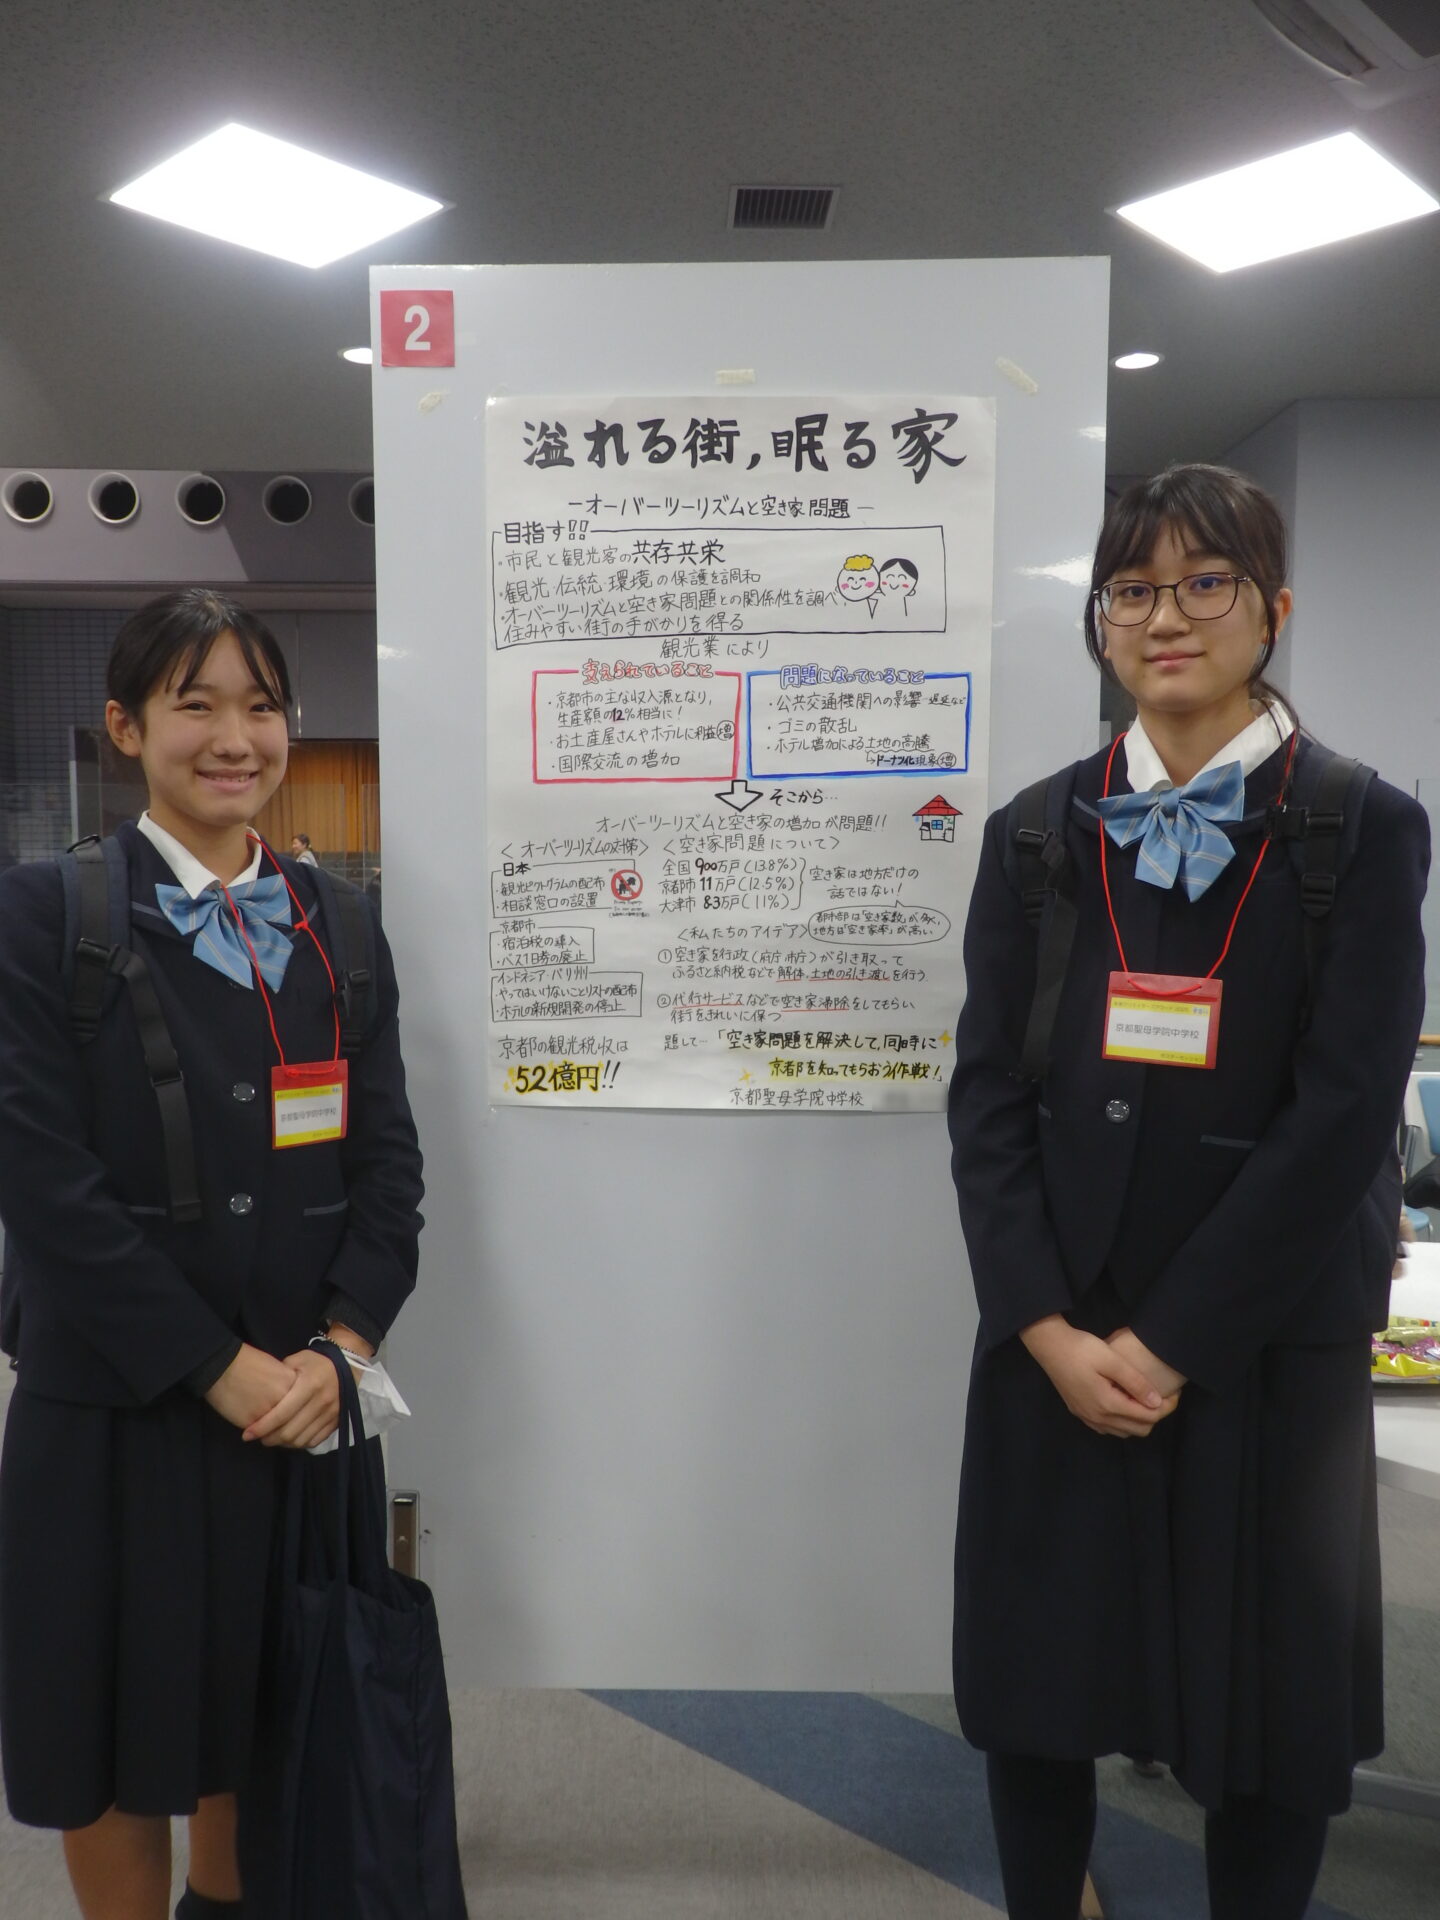 2
溢れる街,眠る家
ーオーバーツーリズムと空き家問題ー
目指す!!
・市民と観光客の共存共栄
・観光・伝統・環境の保護を調和
・オーバーツーリズムと空き家問題との関係性を調べ、
住みやすい街の手がかりを得る
観光業により
支えられていること
・京都市の主な収入源となり、
生産額の12%相当に!
・お土産屋さんやホテルに利益増
・国際交流の増加
問題になっていること
・公共交通機関への影響 遅延など
・ゴミの散乱
・ホテル増加による土地の高騰
↳ドーナツ化現象増
そこから…
オーバーツーリズムと空き家の増加が問題!!
<オーバーツーリズムの対策>
日本
・観光ピクトグラムの配布
・相談窓口の設置
京都市
・宿泊税の導入
・バス1日券の廃止
インドネシア・バリ州
・やってはいけないことリストの配布
・ホテルの新規開発の停止
京都の観光税収は
52億円!!
<空き家問題について>
全国 900万戸(13.8%)
京都市 11万戸(12.5%)
大津市 8.3万戸(11%)
空き家は地方だけの
話ではない!
都市部は「空き家数」が多く、
地方は「空き家率」が高い
<私たちのアイデア>
①空き家を行政(府庁・市庁)が引き取って
ふるさと納税などで解体、土地の引き渡しを行う
②代行サービスなどで空き家掃除をしてもらい
街をきれいに保つ
題して…「空き家問題を解決して、同時に
京都を知ってもらおう作戦!」
京都聖母学院中学校
京都聖母学院中学校
京都聖母学院中学校